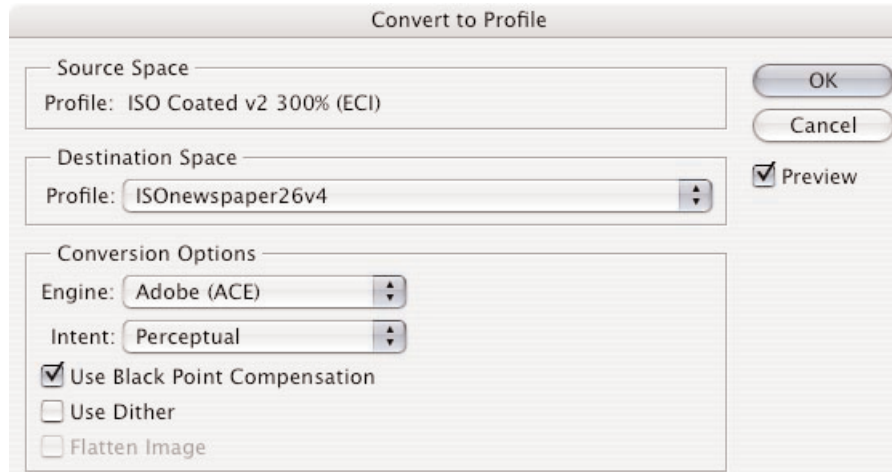 Convert to Profile
Source Space
Profile: ISO Coated v2 300% (ECI)
OK
Cancel
Destination Space
Profile: ISOnewspaper26v4
Preview
Conversion Options
Engine: Adobe (ACE)
Intent: Perceptual
Use Black Point Compensation
Use Dither
Flatten Image